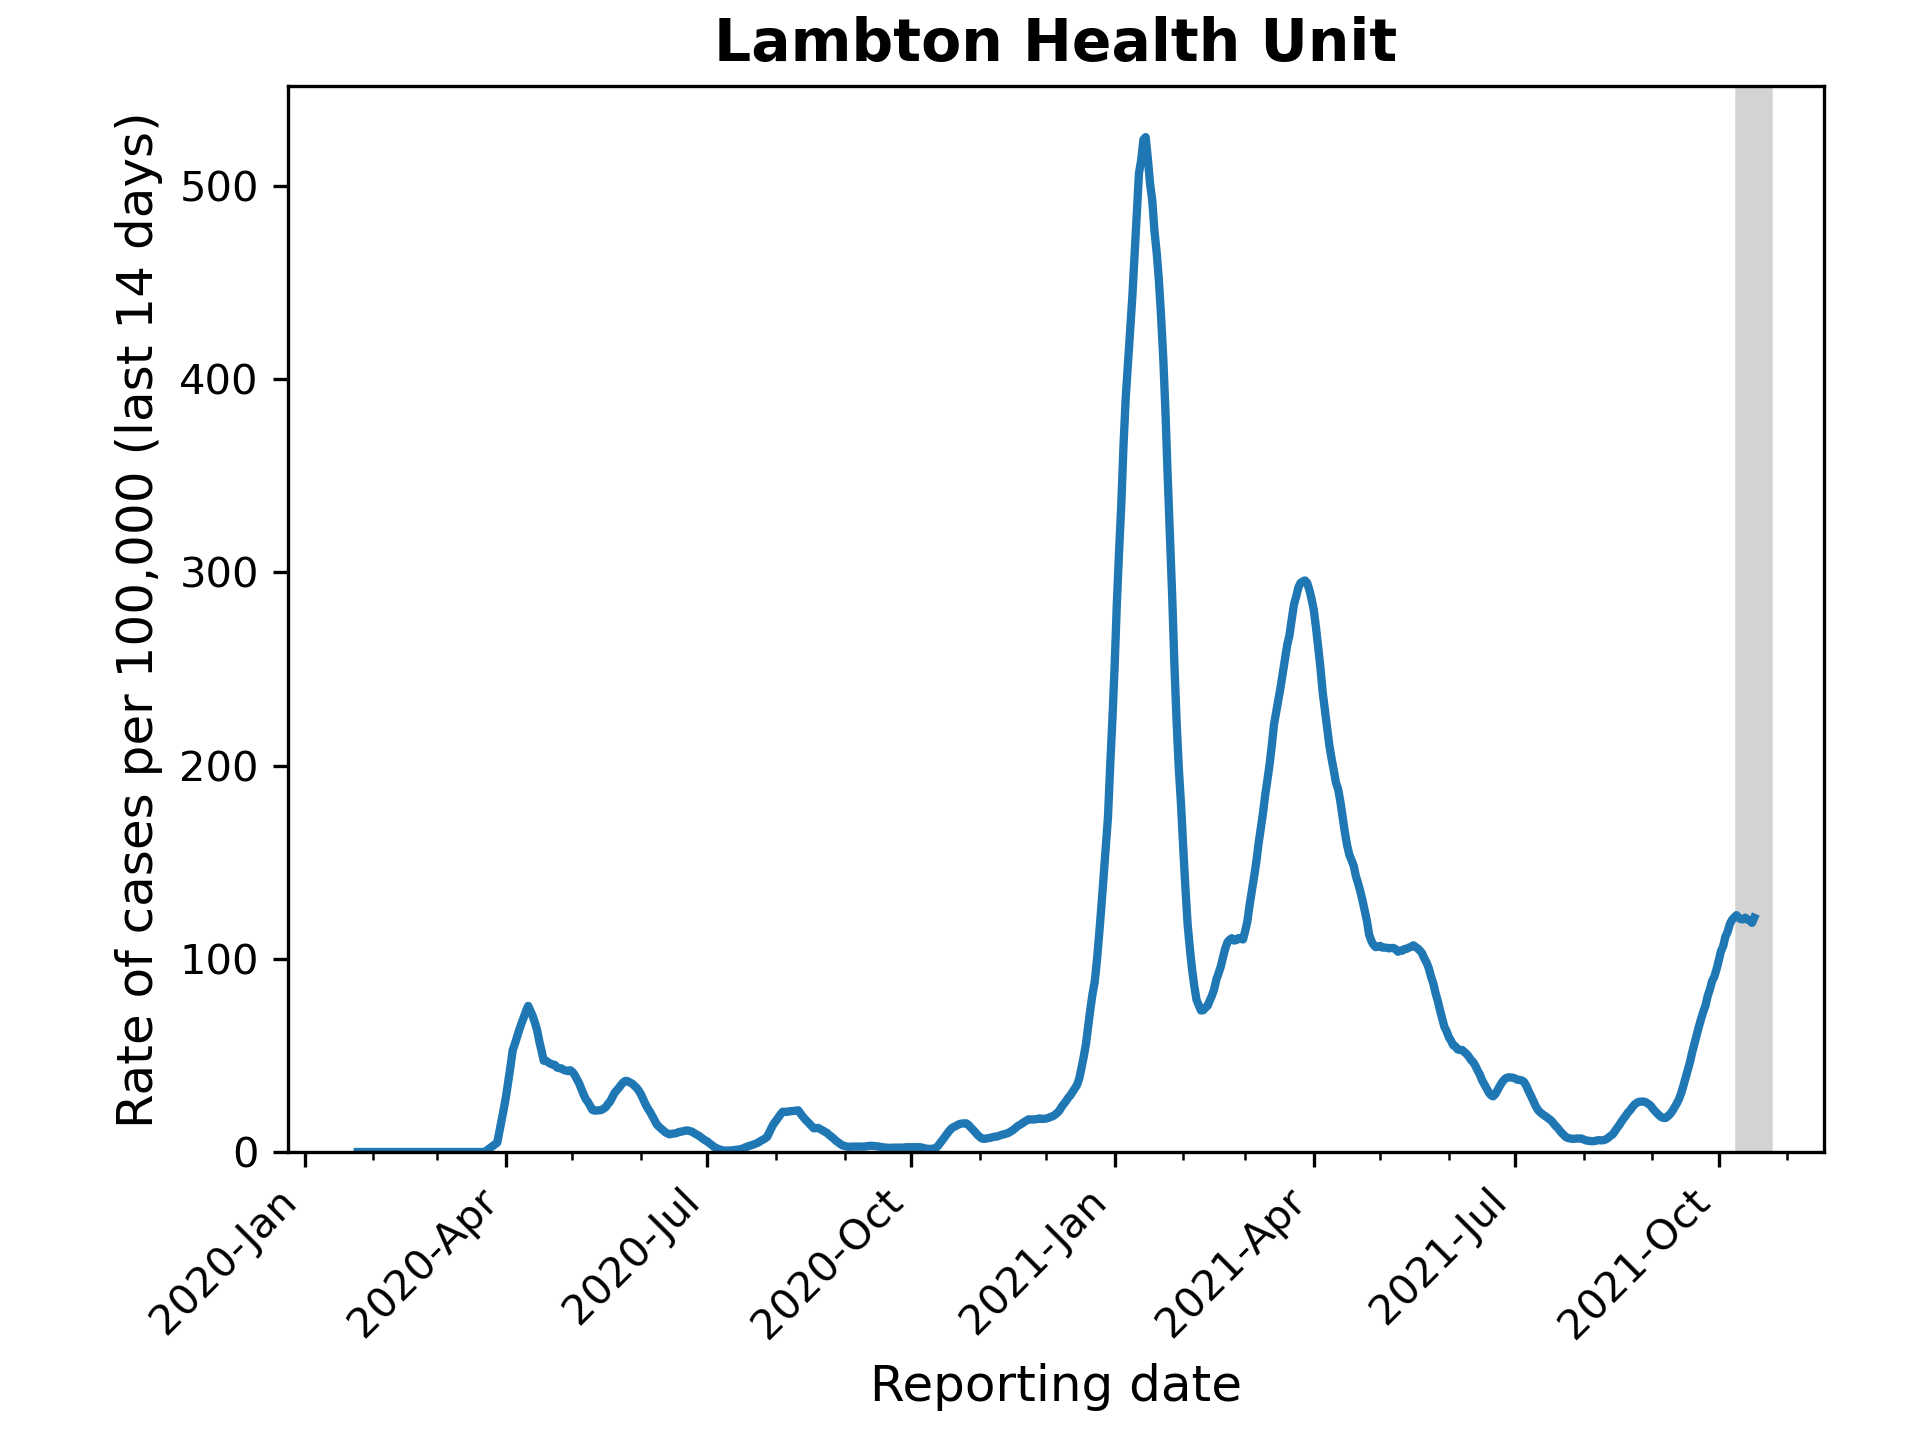 Lambton Health Unit
Rate of cases per 100,000 (last 14 days)
500
400
300
200
100
0
2020-Jan
2020-Apr
2020-Jul
2020-Oct
2021-Jan
2021-Apr
2021-Jul
2021-Oct
Reporting date